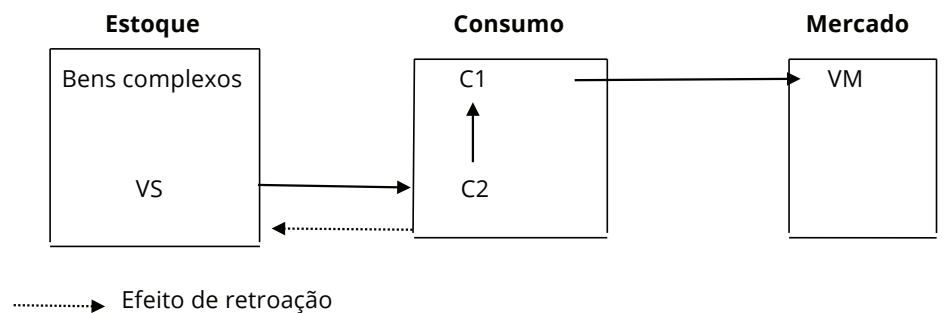 Estoque
Consumo
Mercado
Bens complexos
C1
VM
VS
C2
Efeito de retroação